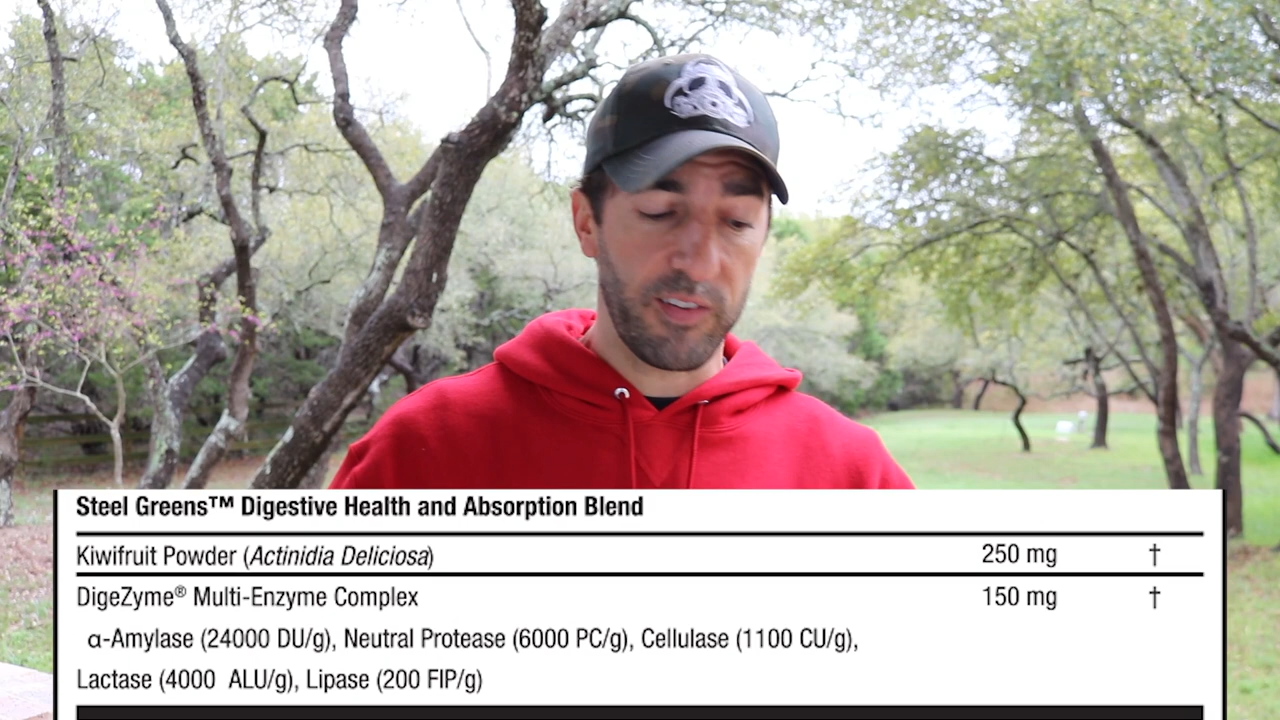 Steel Greens™ Digestive Health and Absorption Blend
Kiwifruit Powder (Actinidia Deliciosa) 250 mg †
DigeZyme® Multi-Enzyme Complex 150 mg †
α-Amylase (24000 DU/g), Neutral Protease (6000 PC/g), Cellulase (1100 CU/g),
Lactase (4000 ALU/g), Lipase (200 FIP/g)